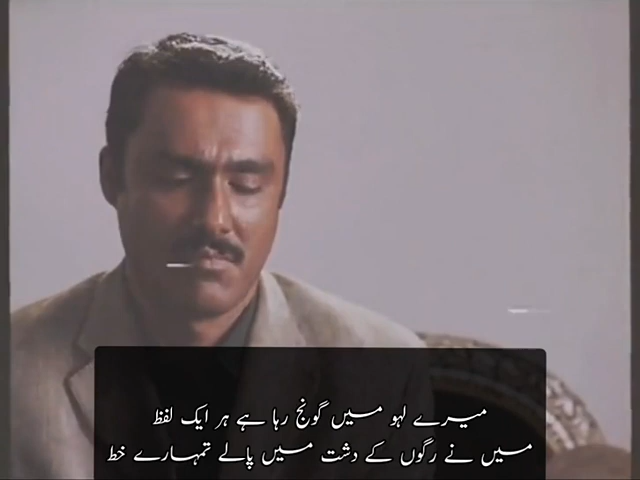 میرے لہو میں گونج رہا ہے ہر ایک لفظ
میں نے رگوں کے دشت میں پالے تمہارے خط